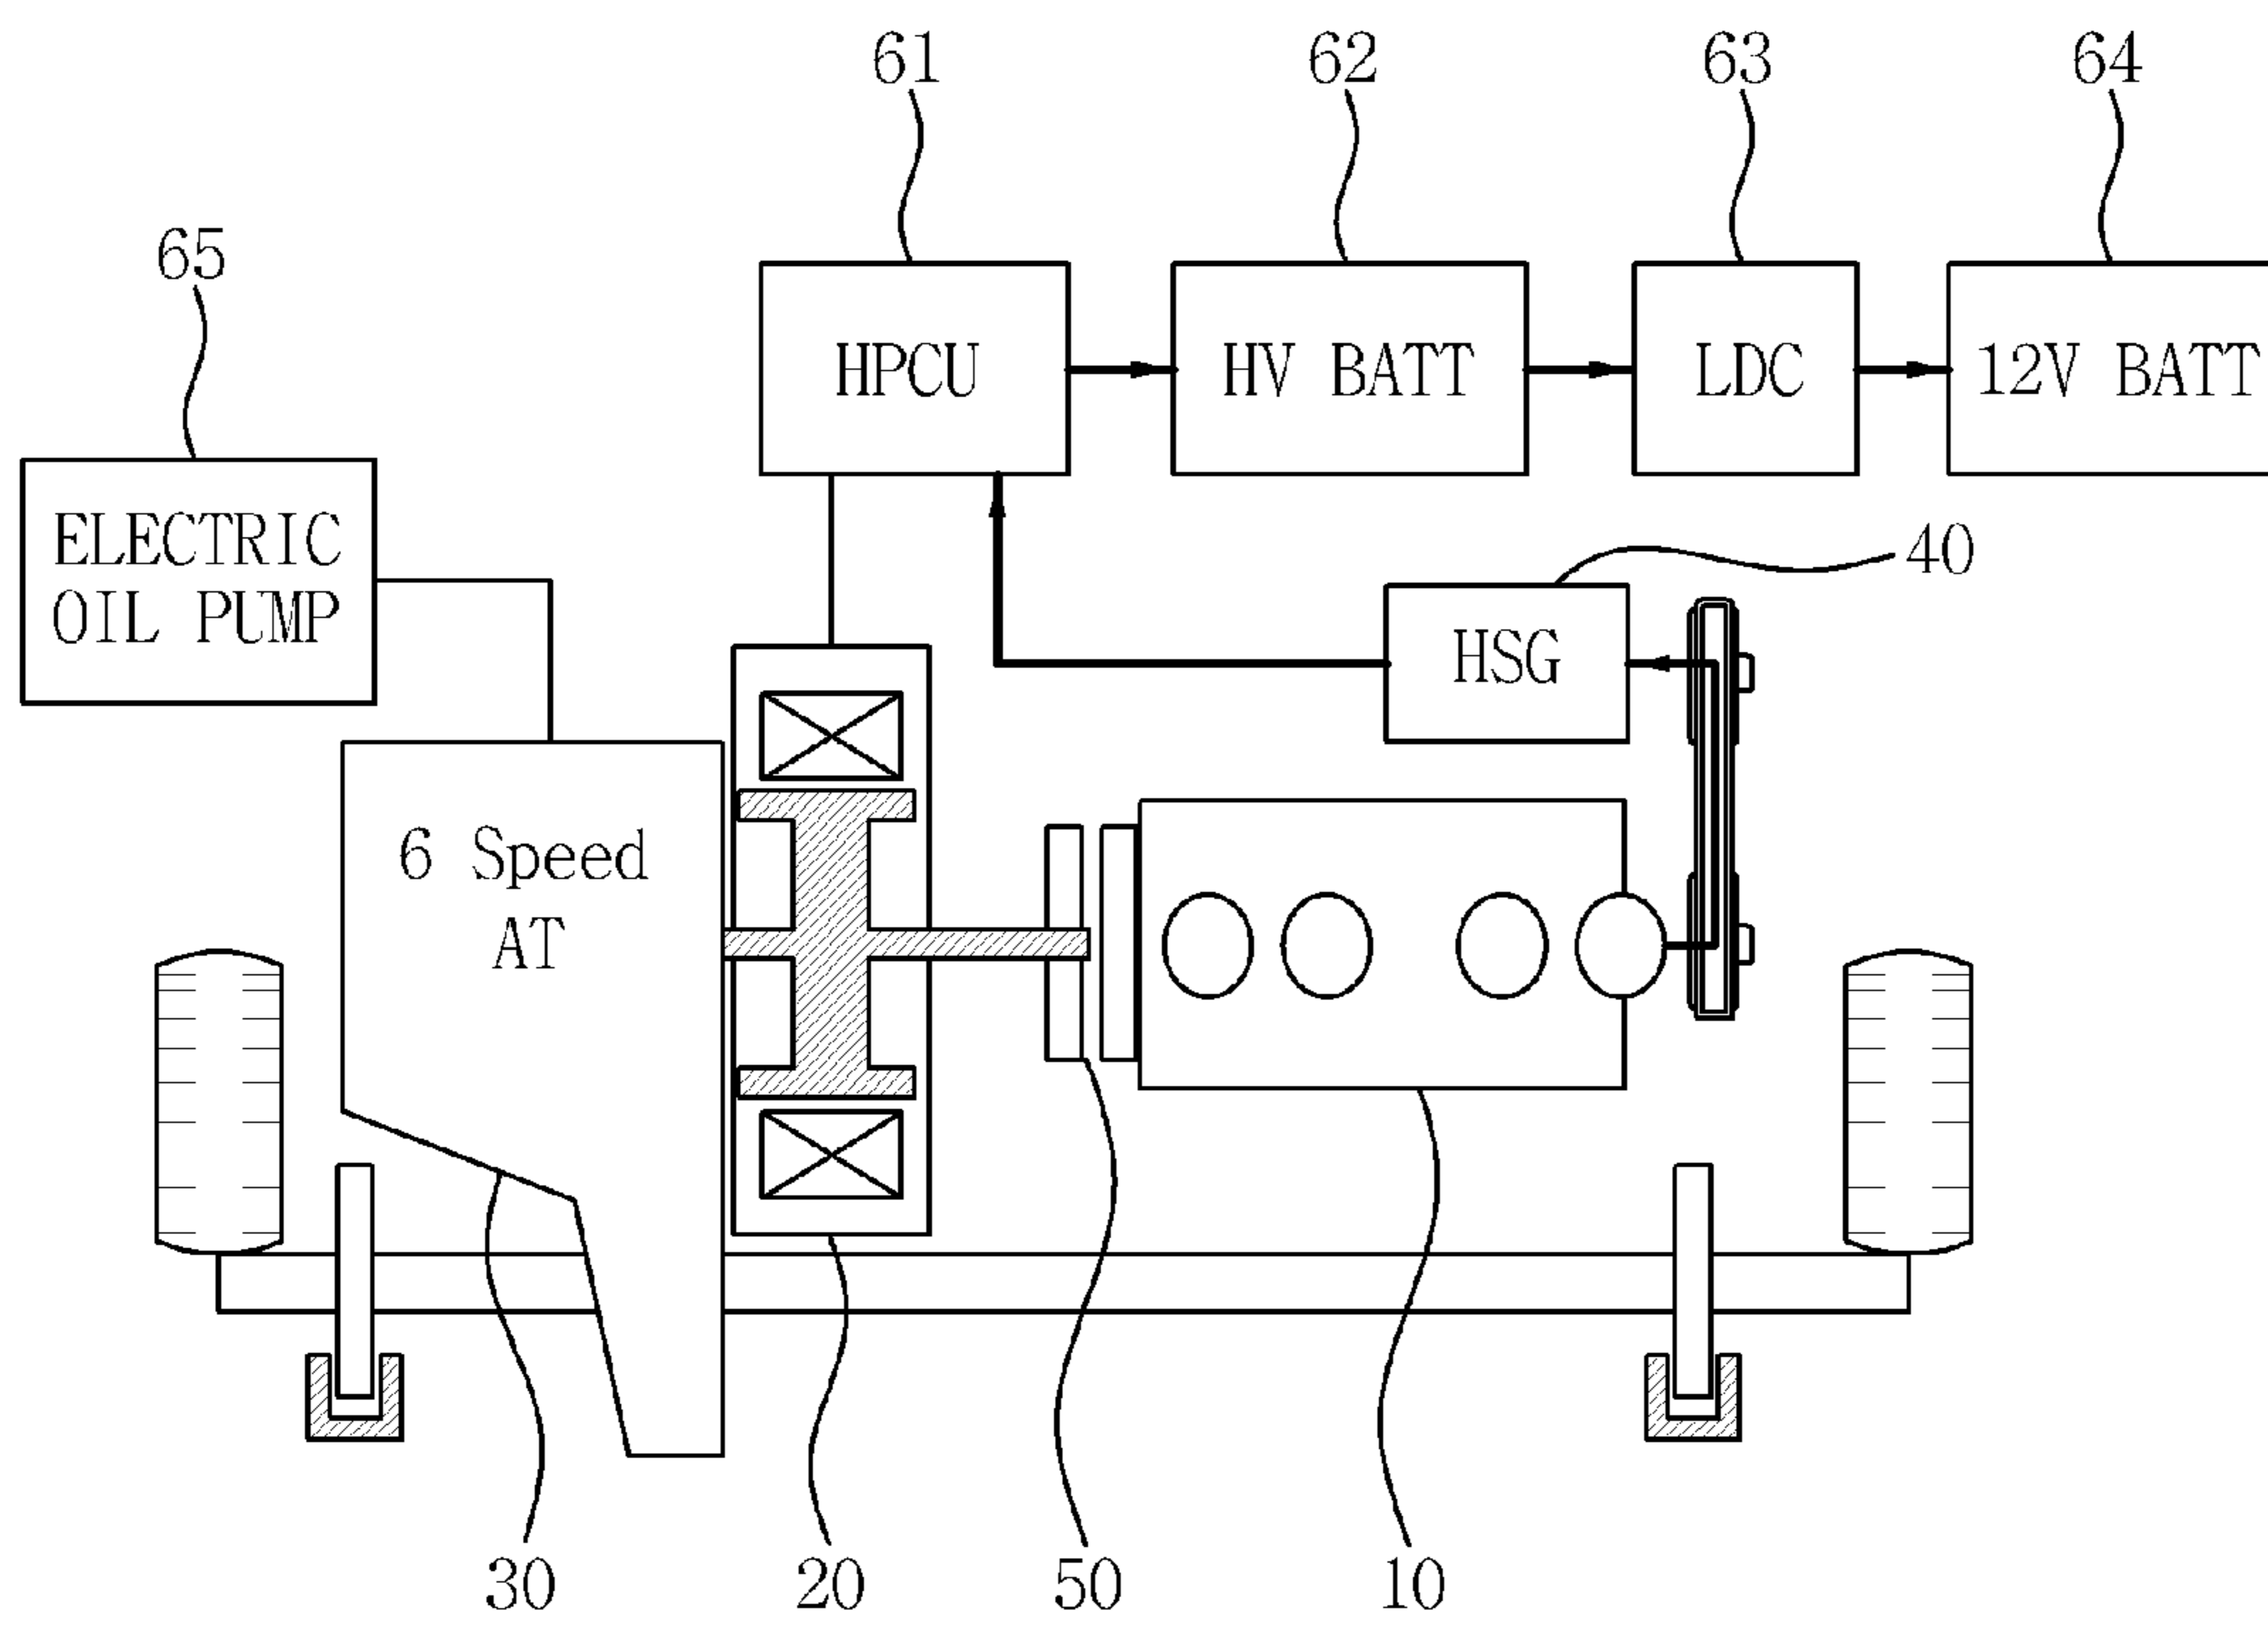 61 62 63 64
65
HPCU HV BATT LDC 12V BATT
ELECTRIC
OIL PUMP
40
HSG
6 Speed
AT
30 20 50 10